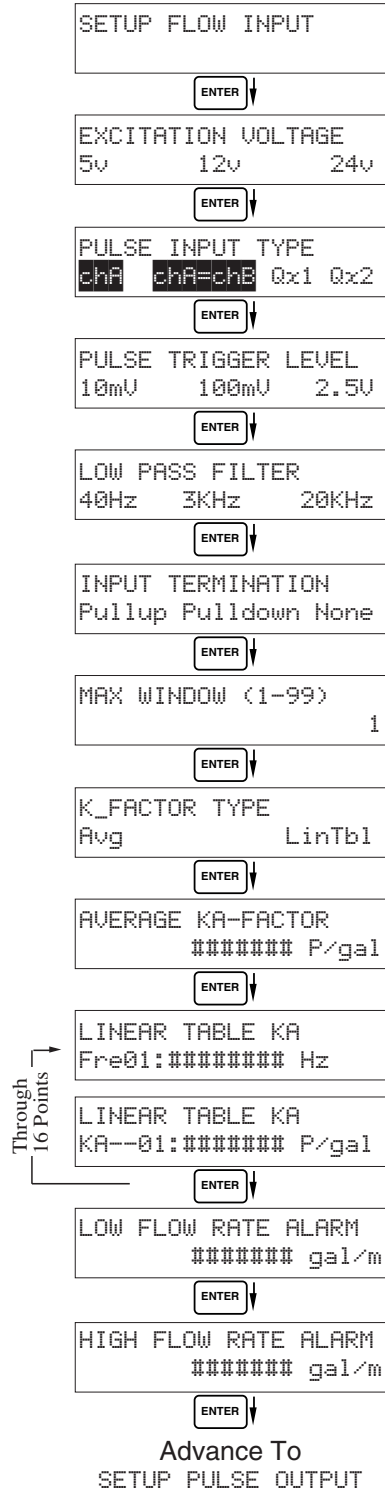 SETUP FLOW INPUT
ENTER
EXCITATION VOLTAGE
5v 12v 24v
ENTER
PULSE INPUT TYPE
chA chA=chB Qx1 Qx2
ENTER
PULSE TRIGGER LEVEL
10mV 100mV 2.5V
ENTER
LOW PASS FILTER
40Hz 3KHz 20KHz
ENTER
INPUT TERMINATION
Pullup Pulldown None
ENTER
MAX WINDOW (1-99)
1
ENTER
K_FACTOR TYPE
Avg LinTbl
ENTER
AVERAGE KA-FACTOR
####### P/gal
ENTER
LINEAR TABLE KA
Fre01:######## Hz
Through
16 Points
LINEAR TABLE KA
KA--01:####### P/gal
ENTER
LOW FLOW RATE ALARM
####### gal/m
ENTER
HIGH FLOW RATE ALARM
####### gal/m
ENTER
Advance To
SETUP PULSE OUTPUT